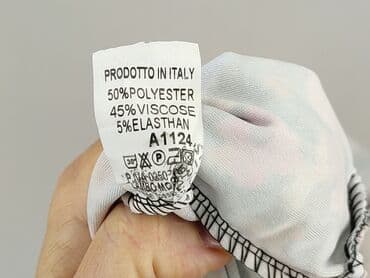 PRODOTTO IN ITALY
50%POLYESTER
45%VISCOSE
5%ELASTHAN
A1124